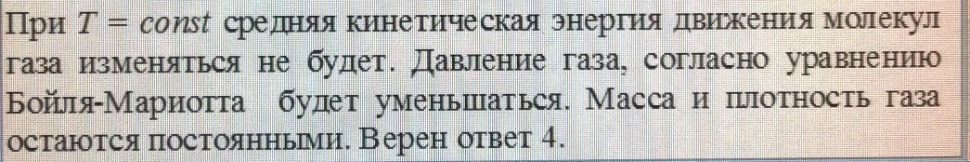 При T = const средняя кинетическая энергия движения молекул
газа изменяться не будет. Давление газа, согласно уравнению
Бойля-Мариотта будет уменьшаться. Масса и плотность газа
остаются постоянными. Верен ответ 4.